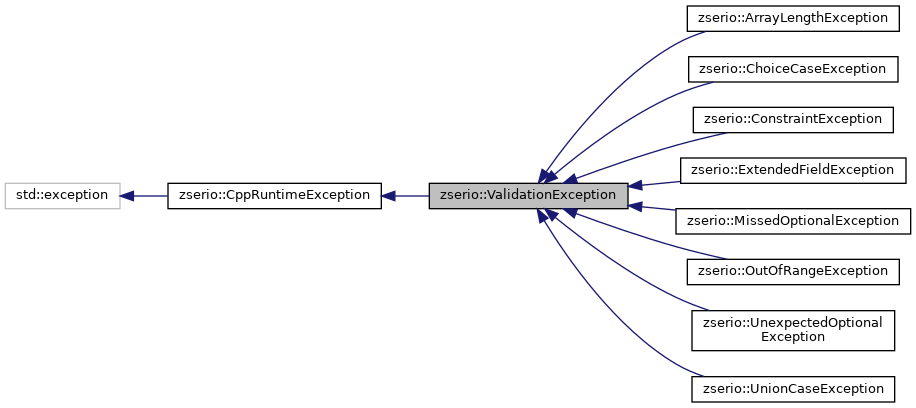 std::exception
zserio::CppRuntimeException
zserio::ValidationException
zserio::ArrayLengthException
zserio::ChoiceCaseException
zserio::ConstraintException
zserio::ExtendedFieldException
zserio::MissedOptionalException
zserio::OutOfRangeException
zserio::UnexpectedOptional
Exception
zserio::UnionCaseException